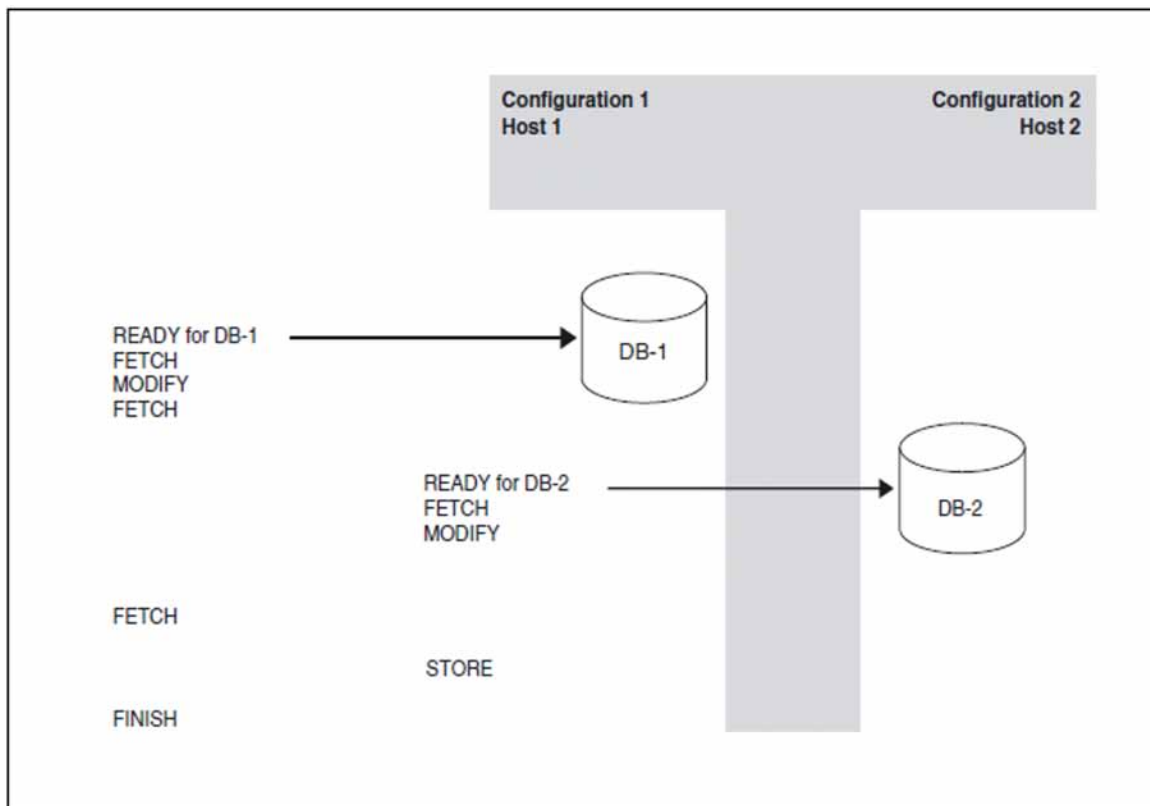 Configuration 1
Host 1
Configuration 2
Host 2
READY for DB-1
FETCH
MODIFY
FETCH
DB-1
READY for DB-2
FETCH
MODIFY
DB-2
FETCH
STORE
FINISH